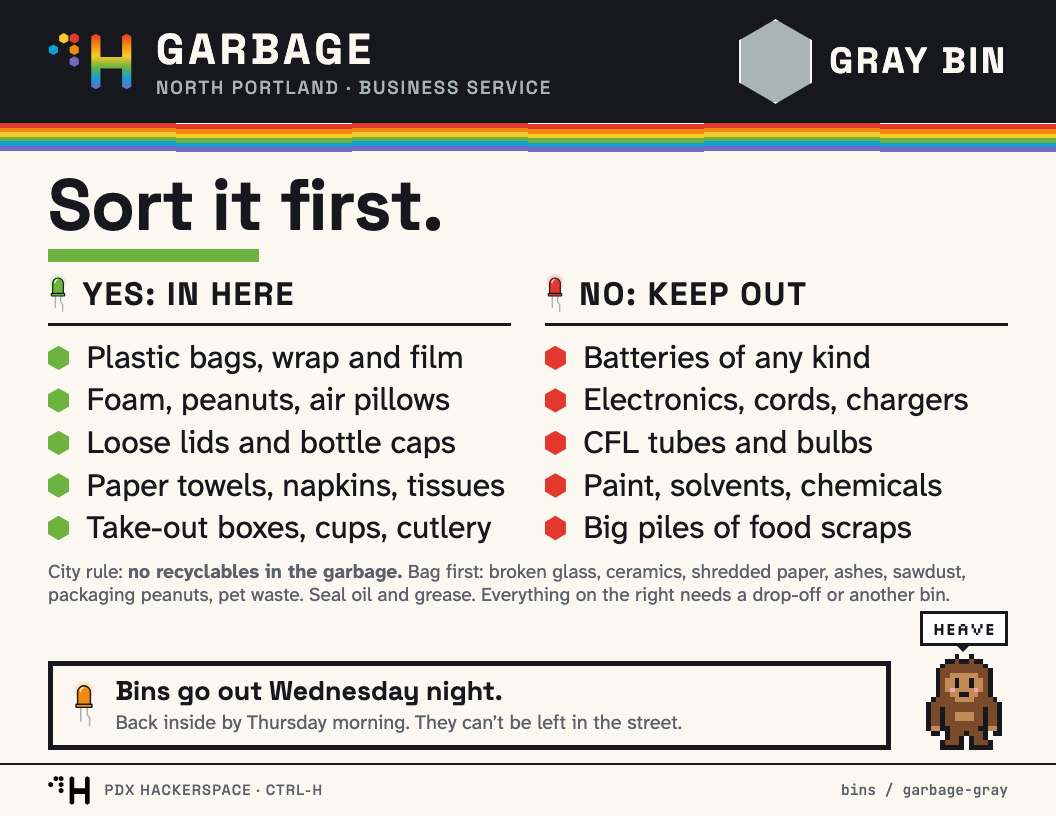 GARBAGE
NORTH PORTLAND · BUSINESS SERVICE
GRAY BIN
Sort it first.
YES: IN HERE
Plastic bags, wrap and film
Foam, peanuts, air pillows
Loose lids and bottle caps
Paper towels, napkins, tissues
Take-out boxes, cups, cutlery
NO: KEEP OUT
Batteries of any kind
Electronics, cords, chargers
CFL tubes and bulbs
Paint, solvents, chemicals
Big piles of food scraps
City rule: no recyclables in the garbage. Bag first: broken glass, ceramics, shredded paper, ashes, sawdust,
packaging peanuts, pet waste. Seal oil and grease. Everything on the right needs a drop-off or another bin.
HEAVE
Bins go out Wednesday night.
Back inside by Thursday morning. They can’t be left in the street.
PDX HACKERSPACE · CTRL-H
bins / garbage-gray